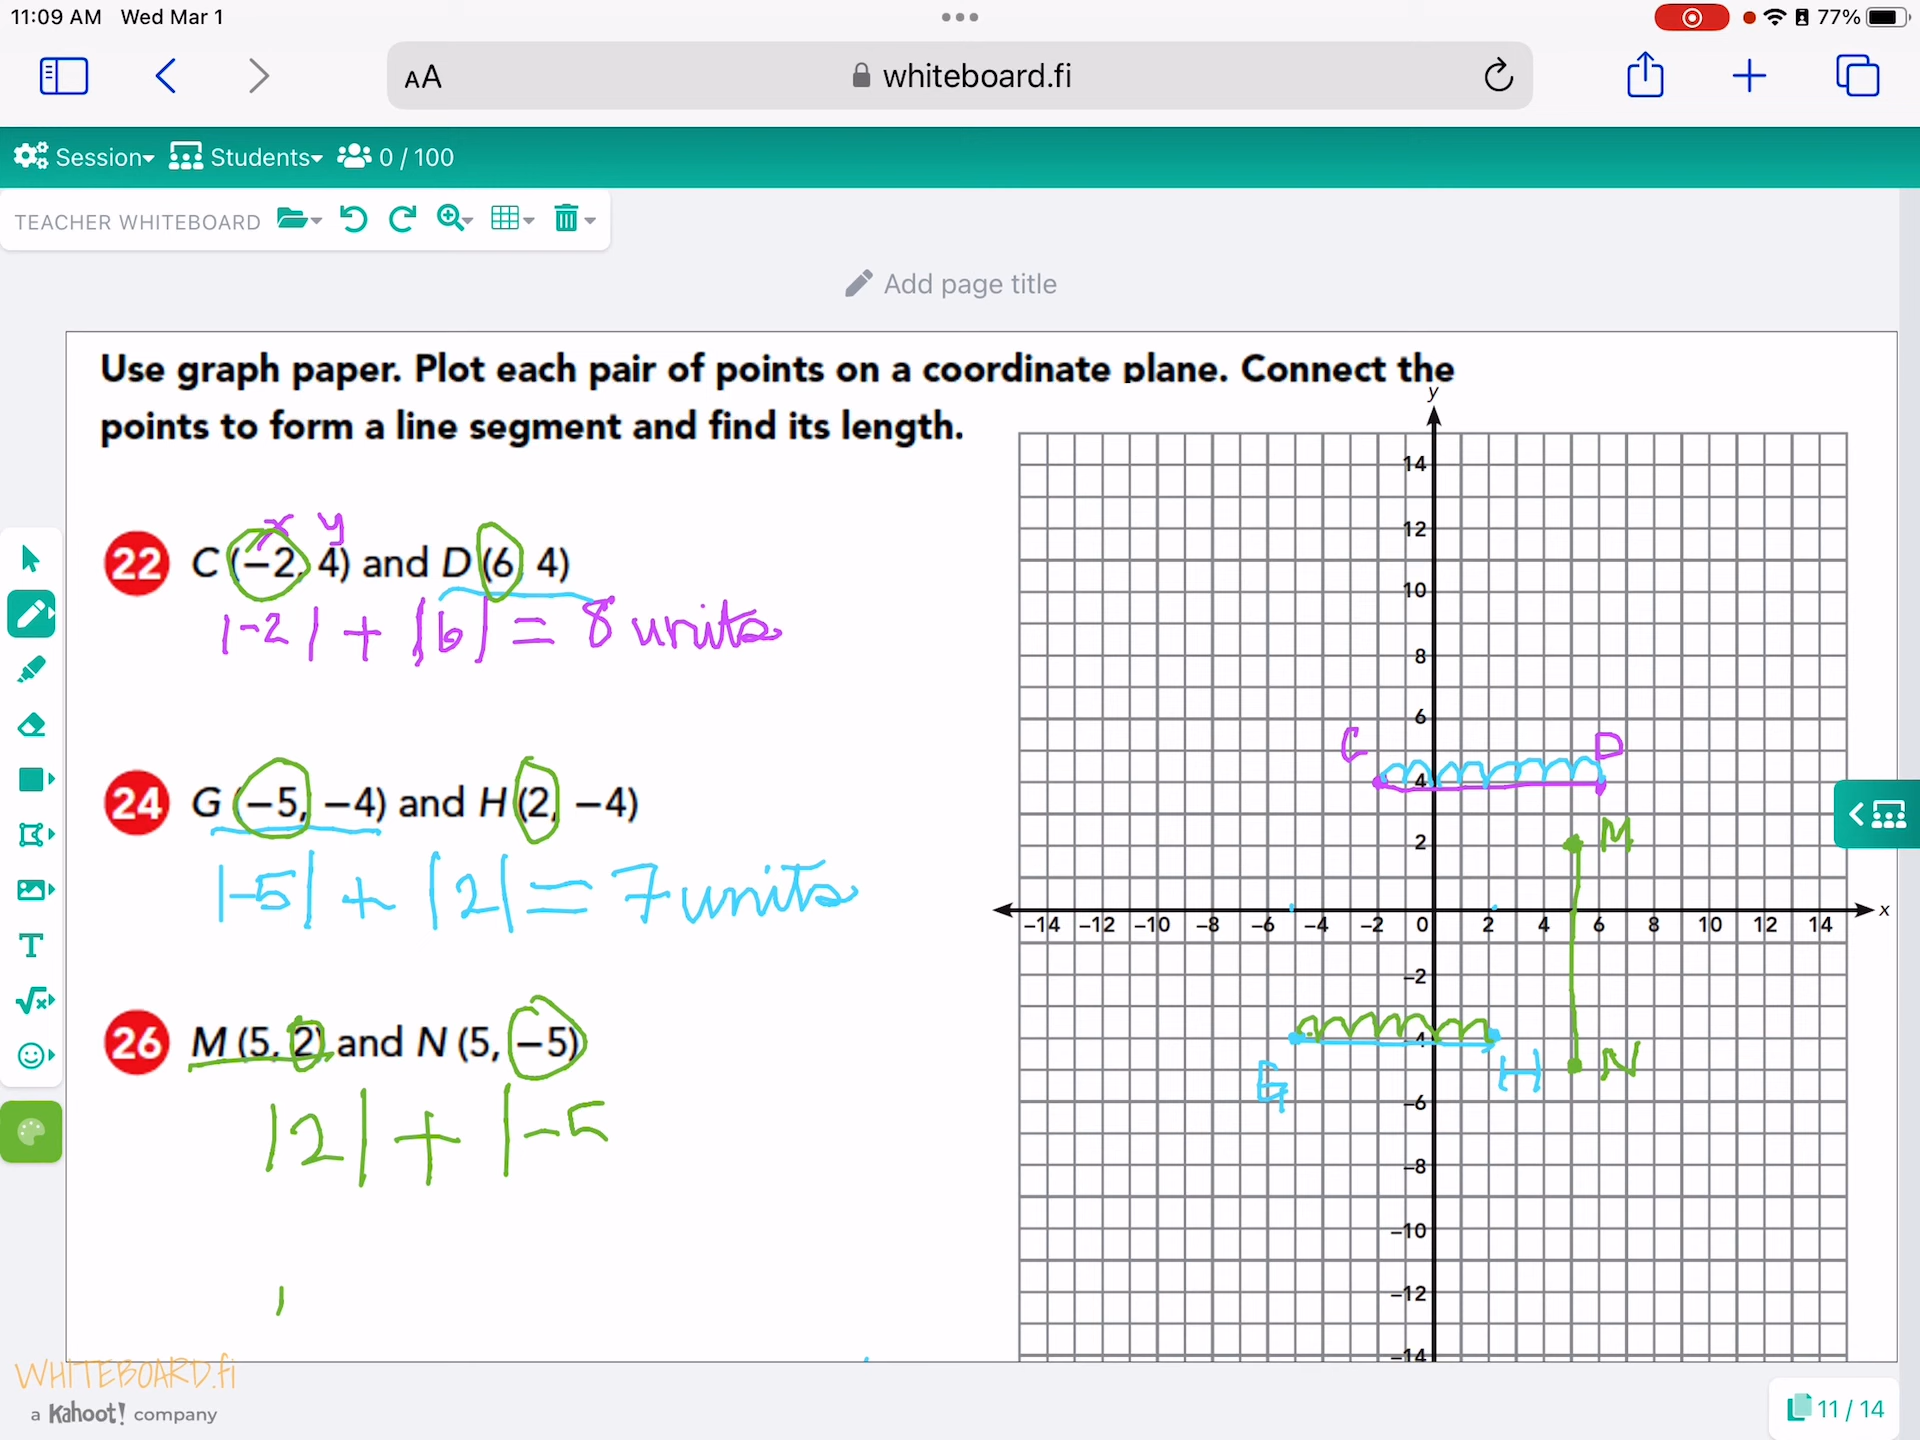 11:09 AM Wed Mar 1
77%
AA whiteboard.fi
Session Students 0 / 100
TEACHER WHITEBOARD
Add page title
Use graph paper. Plot each pair of points on a coordinate plane. Connect the
points to form a line segment and find its length.
x y
22 C (−2, 4) and D (6, 4)
|-2| + |6| = 8 units
24 G (−5, −4) and H (2, −4)
|-5| + |2| = 7 units
26 M (5, 2) and N (5, −5)
|2| + |-5
y
14
12
10
8
6
C D
4
M
2
x
−14 −12 −10 −8 −6 −4 −2 0 2 4 6 8 10 12 14
−2
−4
G H N
−6
−8
−10
−12
−14
T
WHITEBOARD.fi
a Kahoot! company
11 / 14